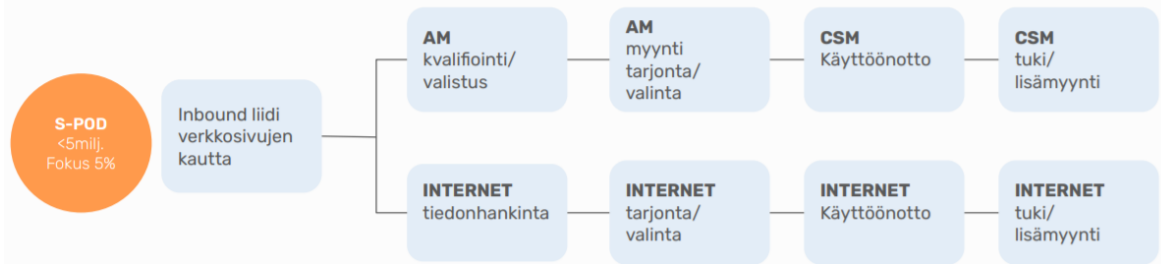 S-POD
<5milj.
Fokus 5%
Inbound liidi
verkkosivujen
kautta
AM
kvalifiointi/
valistus
AM
myynti
tarjonta/
valinta
CSM
Käyttöönotto
CSM
tuki/
lisämyynti
INTERNET
tiedonhankinta
INTERNET
tarjonta/
valinta
INTERNET
Käyttöönotto
INTERNET
tuki/
lisämyynti